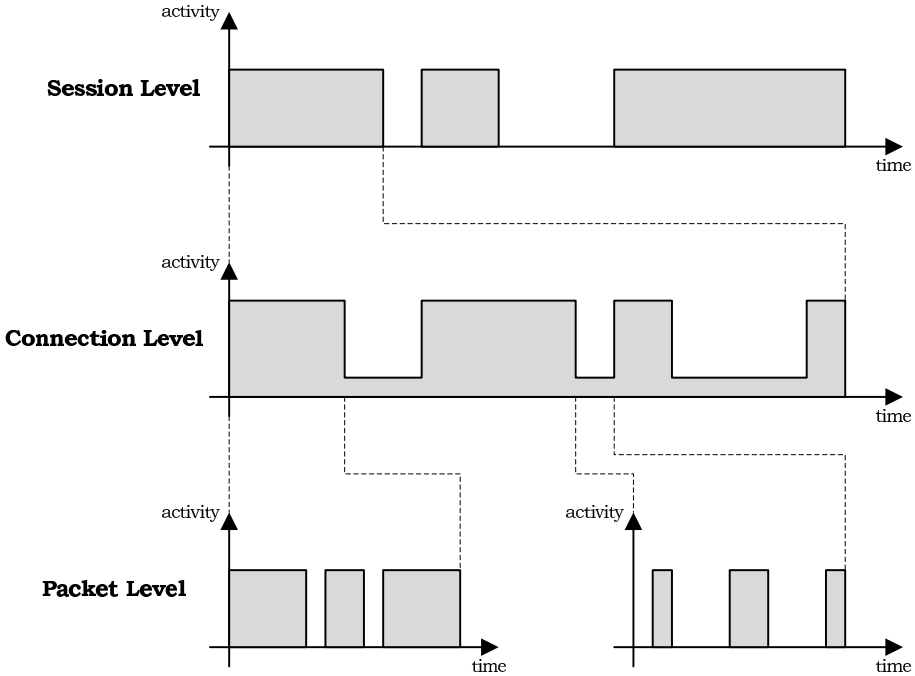 activity
Session Level
time
activity
Connection Level
time
activity
activity
Packet Level
time
time